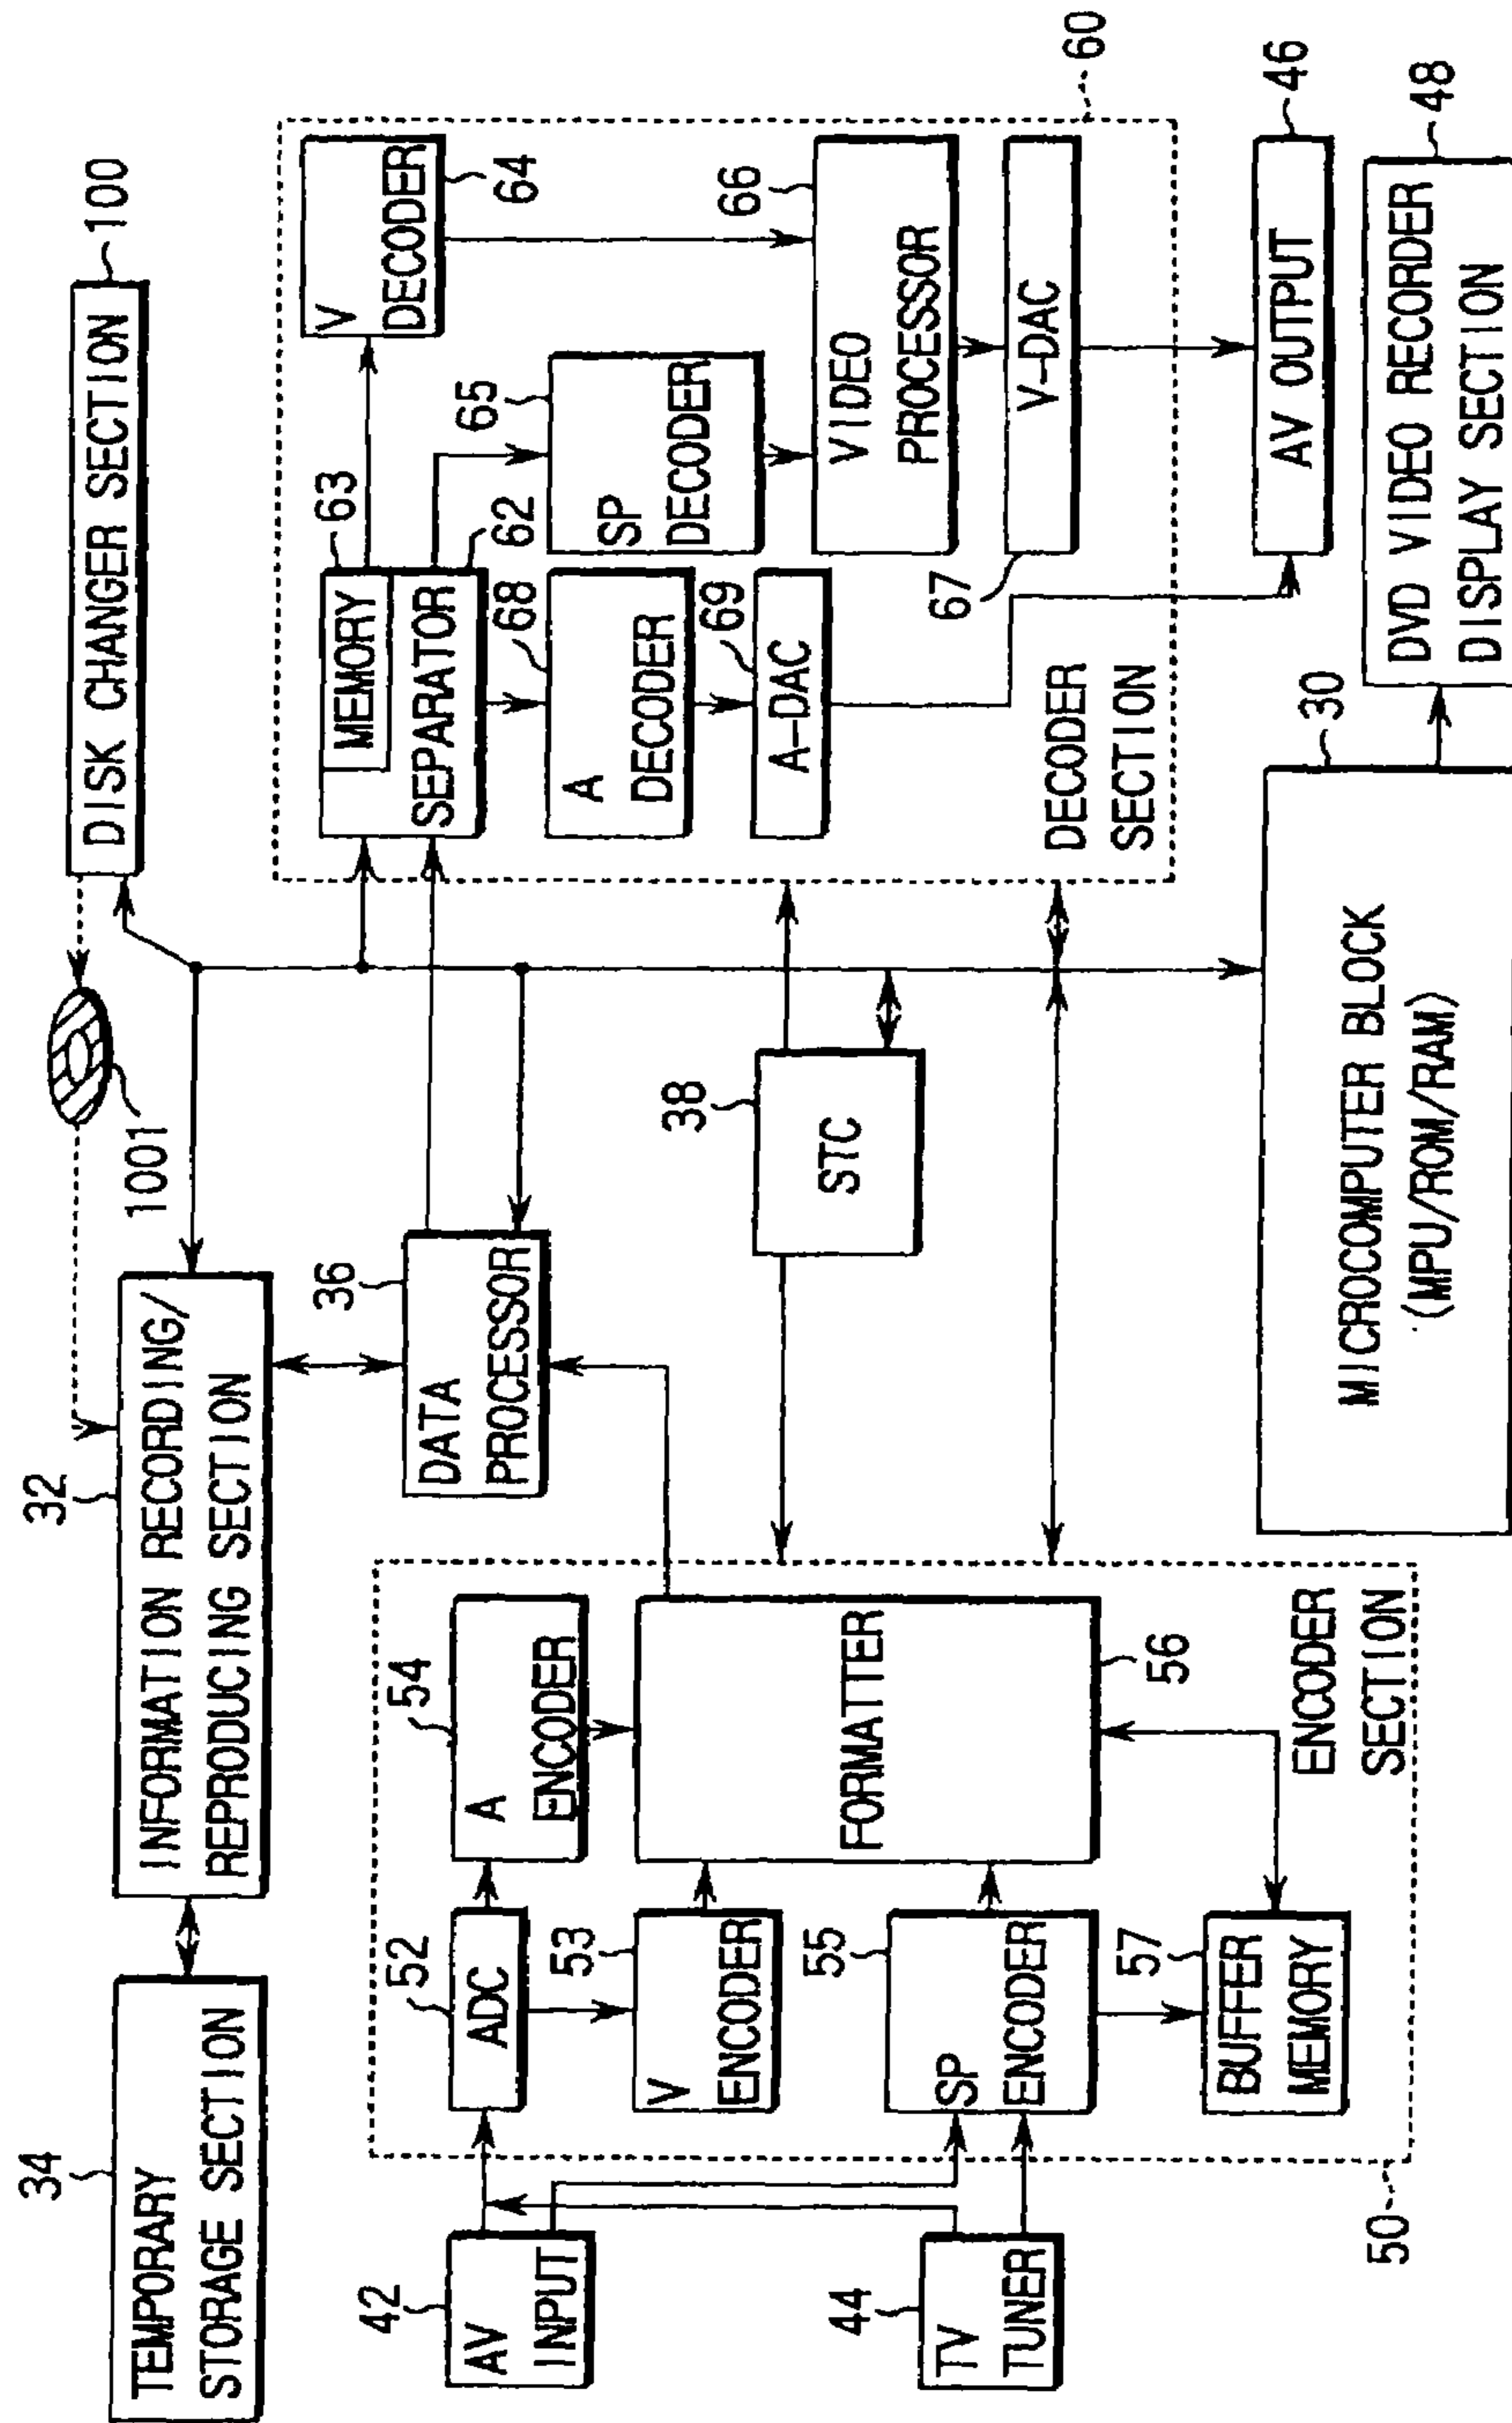 34
TEMPORARY
STORAGE SECTION
32
INFORMATION RECORDING/
REPRODUCING SECTION
1001
DISK CHANGER SECTION
100
36
DATA
PROCESSOR
42
AV
INPUT
44
TV
TUNER
50
52
ADC
54
A
ENCODER
53
V
ENCODER
55
SP
ENCODER
57
BUFFER
MEMORY
FORMATTER
56
ENCODER
SECTION
38
STC
63
MEMORY
SEPARATOR
62
V
DECODER
64
65
SP
DECODER
68
A
DECODER
69
A-DAC
66
VIDEO
PROCESSOR
V-DAC
67
DECODER
SECTION
60
AV OUTPUT
46
30
MICROCOMPUTER BLOCK
(MPU/ROM/RAM)
DVD VIDEO RECORDER
DISPLAY SECTION
48